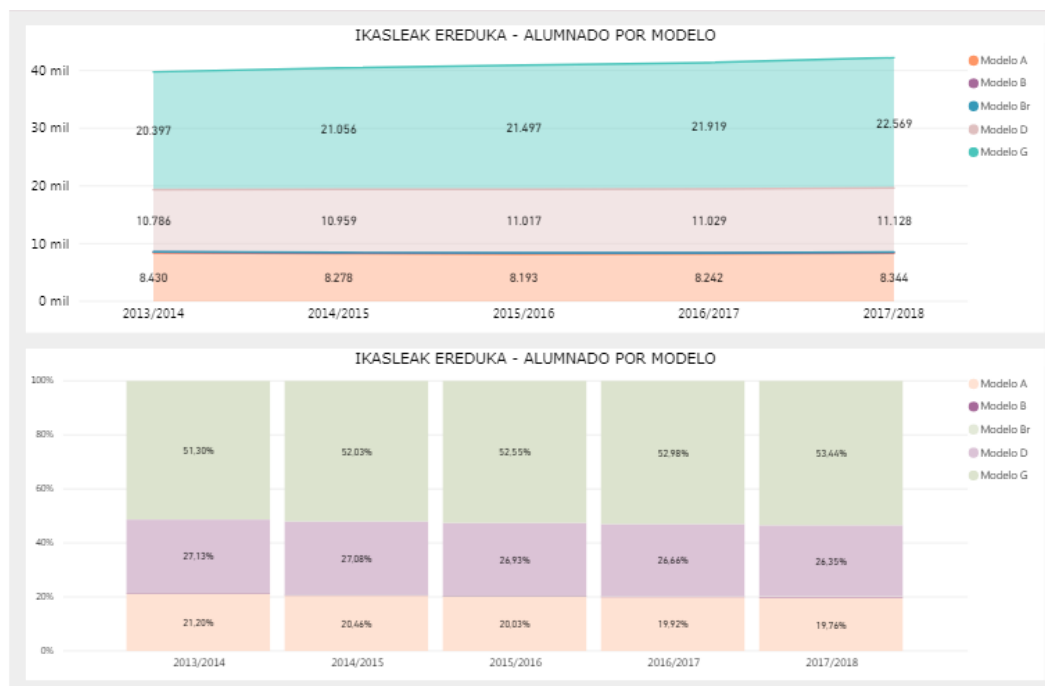 IKASLEAK EREDUKA - ALUMNADO POR MODELO
40 mil
30 mil
20 mil
10 mil
0 mil
20.397
21.056
21.497
21.919
22.569
10.786
10.959
11.017
11.029
11.128
8.430
8.278
8.193
8.242
8.344
2013/2014
2014/2015
2015/2016
2016/2017
2017/2018
Modelo A
Modelo B
Modelo Br
Modelo D
Modelo G
IKASLEAK EREDUKA - ALUMNADO POR MODELO
100%
80%
60%
40%
20%
0%
51,30%
52,03%
52,55%
52,98%
53,44%
27,13%
27,08%
26,93%
26,66%
26,35%
21,20%
20,46%
20,03%
19,92%
19,76%
2013/2014
2014/2015
2015/2016
2016/2017
2017/2018
Modelo A
Modelo B
Modelo Br
Modelo D
Modelo G